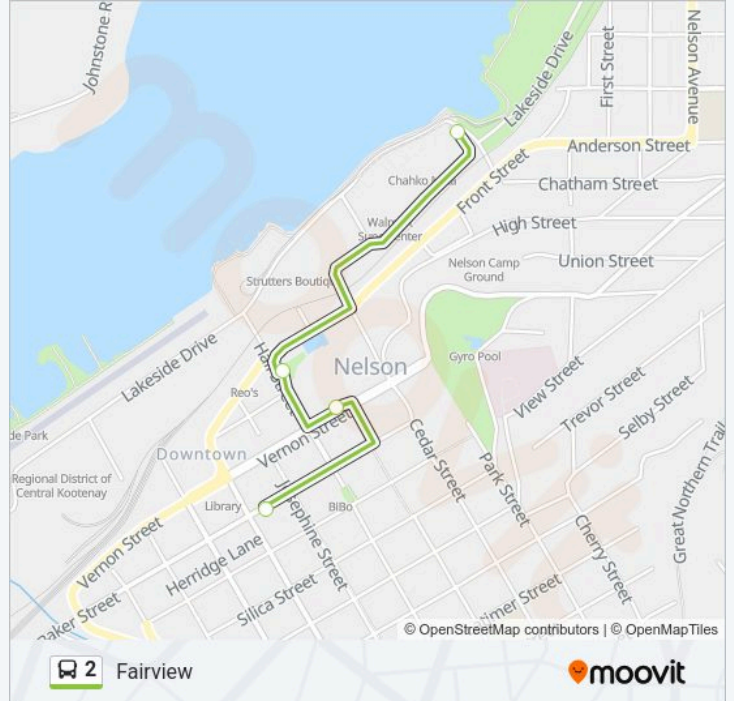 Johnstone R
Nelson Avenue
First Street
Lakeside Drive
Anderson Street
Front Street
Chatham Street
Chahko
High Street
Nelson Camp
Ground
Union Street
Strutters Boutiq
Lakeside Drive
Nelson
Gyro Pool
Reo's
View Street
Trevor Street
Selby Street
de Park
Downtown
Vernon Street
Cedar Street
Park Street
Great Northern Trail
Regional District of
Central Kootenay
Library
BiBo
Josephine Street
Cherry Street
Vernon Street
Herridge Lane
Silica Street
Baker Street
timer Street
© OpenStreetMap contributors | © OpenMapTiles
2 Fairview
moovit